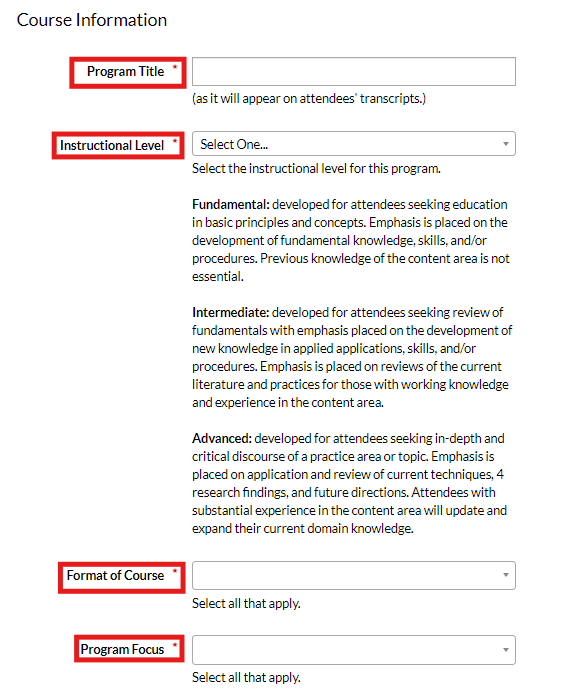 Course Information
Program Title *
(as it will appear on attendees' transcripts.)
Instructional Level *
Select One...
Select the instructional level for this program.
Fundamental: developed for attendees seeking education
in basic principles and concepts. Emphasis is placed on the
development of fundamental knowledge, skills, and/or
procedures. Previous knowledge of the content area is not
essential.
Intermediate: developed for attendees seeking review of
fundamentals with emphasis placed on the development of
new knowledge in applied applications, skills, and/or
procedures. Emphasis is placed on reviews of the current
literature and practices for those with working knowledge
and experience in the content area.
Advanced: developed for attendees seeking in-depth and
critical discourse of a practice area or topic. Emphasis is
placed on application and review of current techniques, 4
research findings, and future directions. Attendees with
substantial experience in the content area will update and
expand their current domain knowledge.
Format of Course *
Select all that apply.
Program Focus *
Select all that apply.